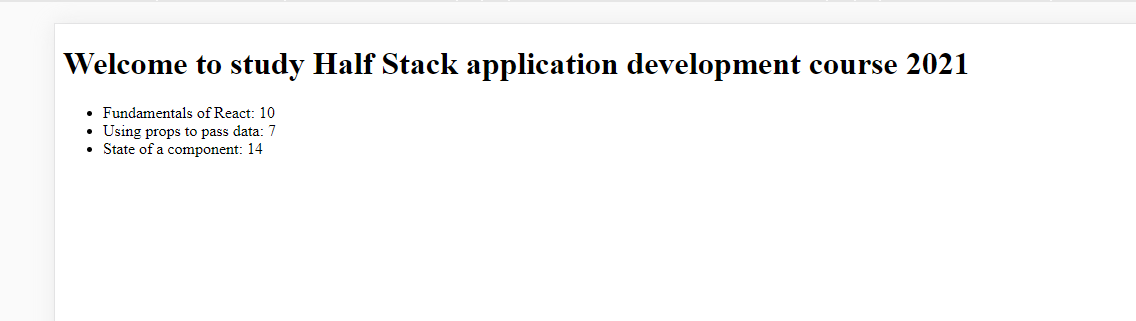 Welcome to study Half Stack application development course 2021
Fundamentals of React: 10
Using props to pass data: 7
State of a component: 14